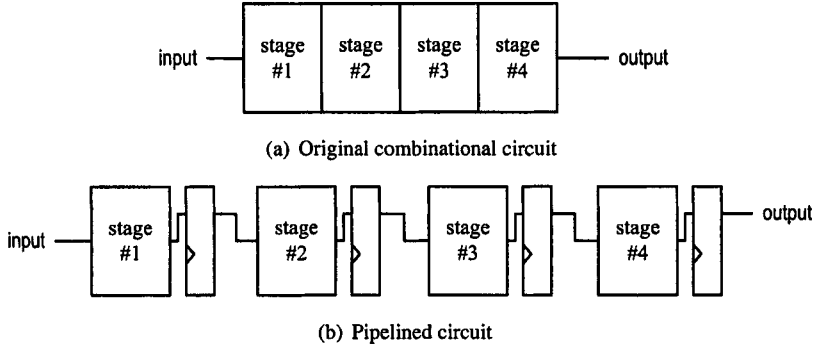 input
stage #1
stage #2
stage #3
stage #4
output
(a) Original combinational circuit
input
stage #1
stage #2
stage #3
stage #4
output
(b) Pipelined circuit